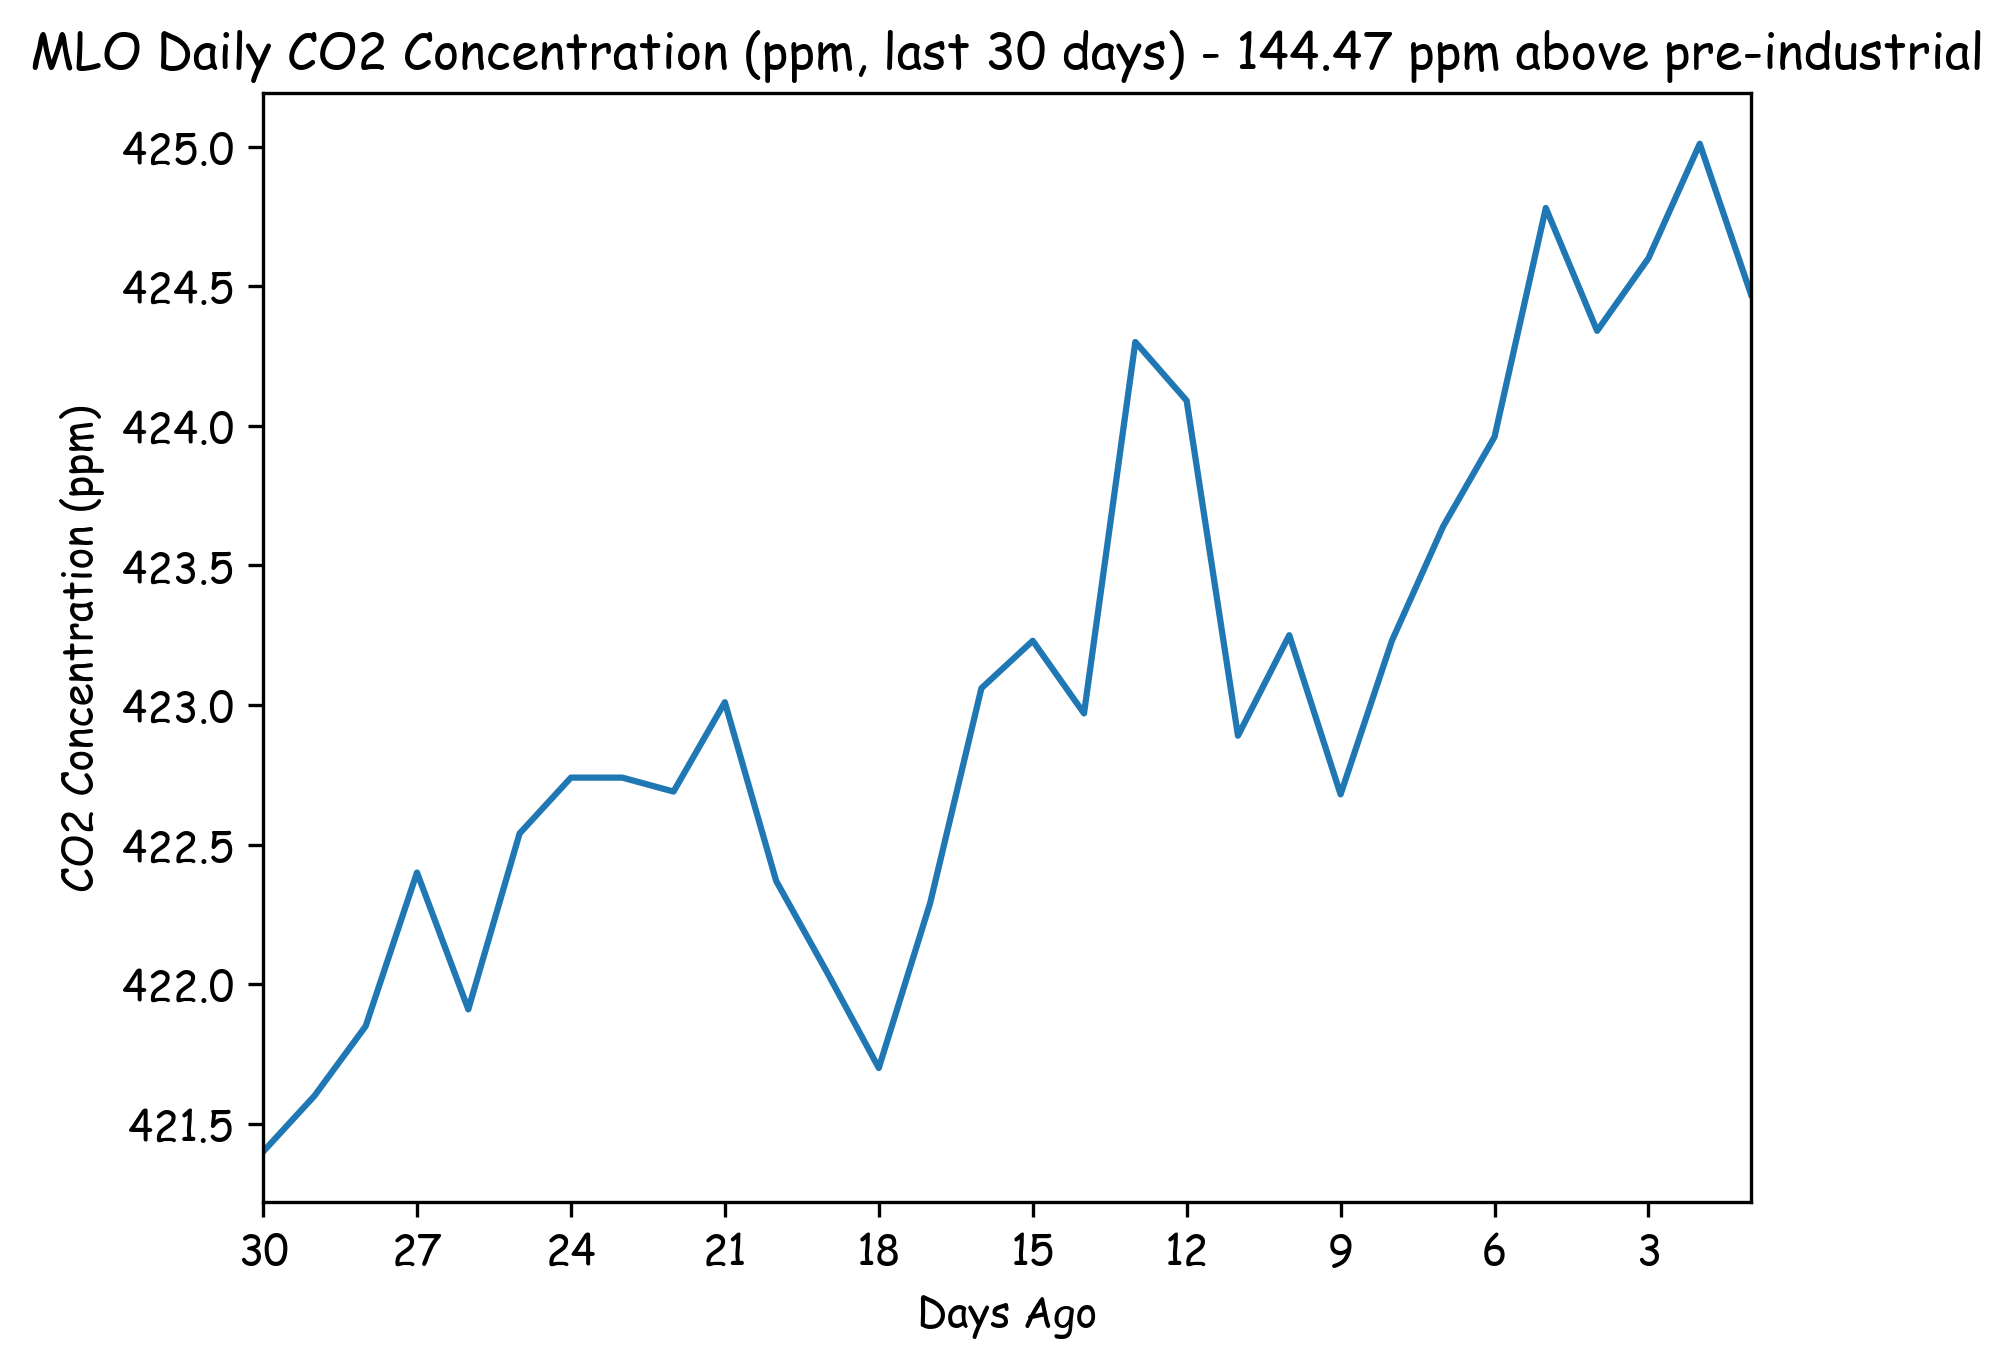 MLO Daily CO2 Concentration (ppm, last 30 days) - 144.47 ppm above pre-industrial
425.0
424.5
424.0
423.5
423.0
422.5
422.0
421.5
CO2 Concentration (ppm)
30 27 24 21 18 15 12 9 6 3
Days Ago